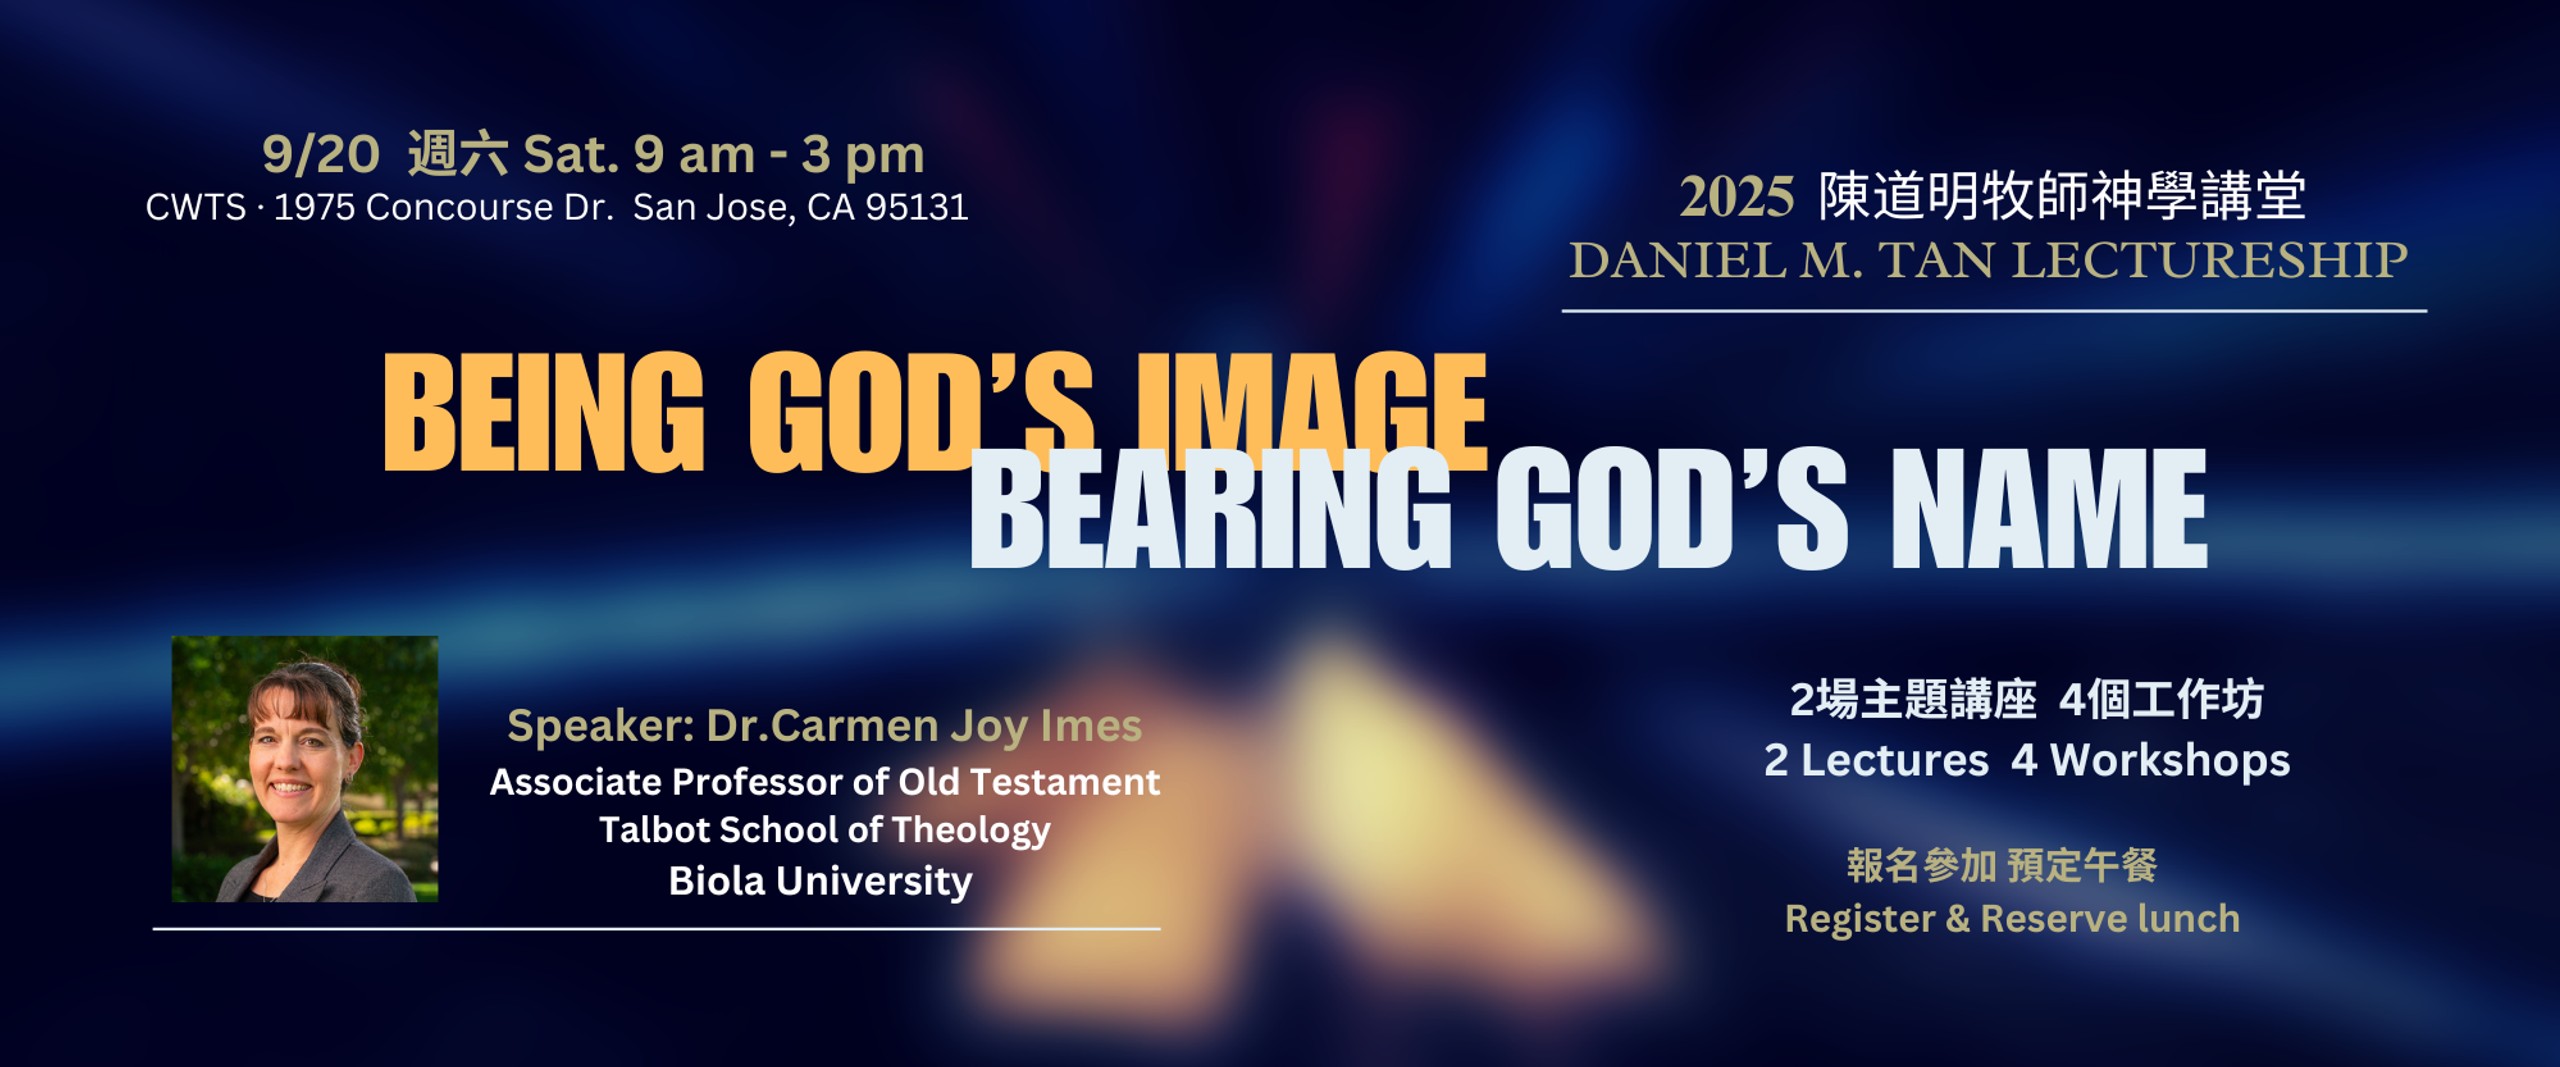 9/20 週六 Sat. 9 am - 3 pm
CWTS · 1975 Concourse Dr. San Jose, CA 95131
2025 陳道明牧師神學講堂
DANIEL M. TAN LECTURESHIP
BEING GOD’S IMAGE
BEARING GOD’S NAME
Speaker: Dr.Carmen Joy Imes
Associate Professor of Old Testament
Talbot School of Theology
Biola University
2場主題講座 4個工作坊
2 Lectures 4 Workshops
報名參加 預定午餐
Register & Reserve lunch